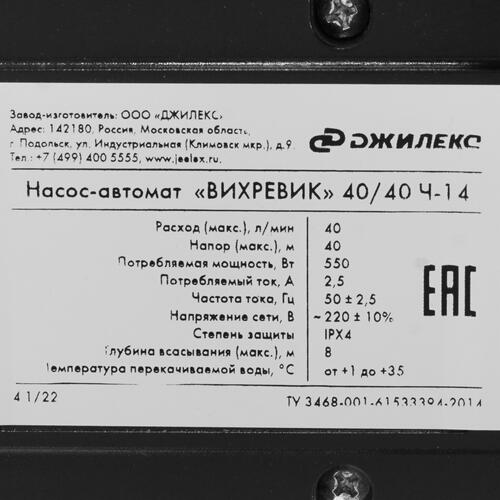 Завод-изготовитель: ООО «ДЖИЛЕКС»
Адрес: 142180, Россия, Московская область,
г. Подольск, ул. Индустриальная (Климовск мкр.), д.9
Тел.: +7 (499) 400 5555, www.jeelex.ru
ДЖИЛЕКС
Насос-автомат «ВИХРЕВИК» 40/40 Ч-14
Расход (макс.), л/мин 40
Напор (макс.), м 40
Потребляемая мощность, Вт 550
Потребляемый ток, А 2,5
Частота тока, Гц 50 ± 2,5
Напряжение сети, В ~ 220 ± 10%
Степень защиты IPX4
Глубина всасывания (макс.), м 8
Температура перекачиваемой воды, °С от +1 до +35
EAC
4 1/22
ТУ 3468-001-61533394-2014